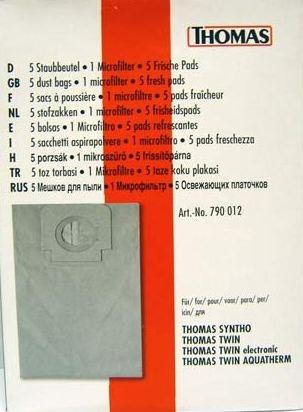 THOMAS
D 5 Staubbeutel • 1 Microfilter • 5 Frische Pads
GB 5 dust bags • 1 microfilter • 5 fresh pads
F 5 sacs à poussière • 1 microfiltre • 5 pads fraîcheur
NL 5 stofzakken • 1 microfilter • 5 frisheidspads
E 5 bolsas • 1 Mikrofiltro • 5 pads refrescantes
I 5 sacchetti aspirapolvere • 1 microfiltro • 5 pads freschezza
H 5 porzsák • 1 mikroszűrő • 5 frissítőpárna
TR 5 toz torbasi • 1 Mikrofiltre • 5 taze koku plakasi
RUS 5 Мешков для пыли • 1 Микрофильтр • 5 Освежающих платочков
Art.-No. 790 012
Für/ for/ pour/ voor/ para/ per/
icin/ для
THOMAS SYNTHO
THOMAS TWIN
THOMAS TWIN electronic
THOMAS TWIN AQUATHERM